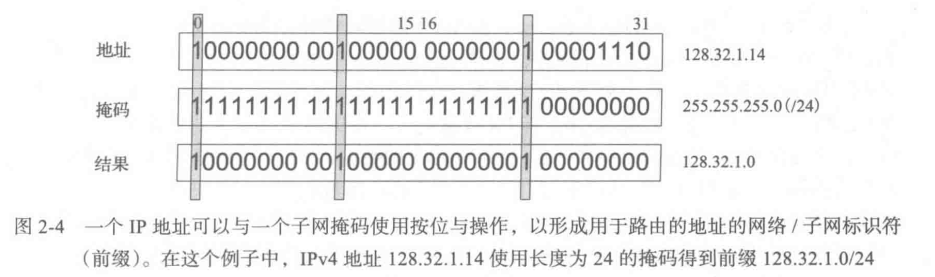 0 15 16 31
地址 10000000 00100000 00000001 00001110 128.32.1.14
掩码 11111111 11111111 11111111 00000000 255.255.255.0(/24)
结果 10000000 00100000 00000001 00000000 128.32.1.0
图 2-4 一个 IP 地址可以与一个子网掩码使用按位与操作，以形成用于路由的地址的网络 / 子网标识符
（前缀）。在这个例子中，IPv4 地址 128.32.1.14 使用长度为 24 的掩码得到前缀 128.32.1.0/24